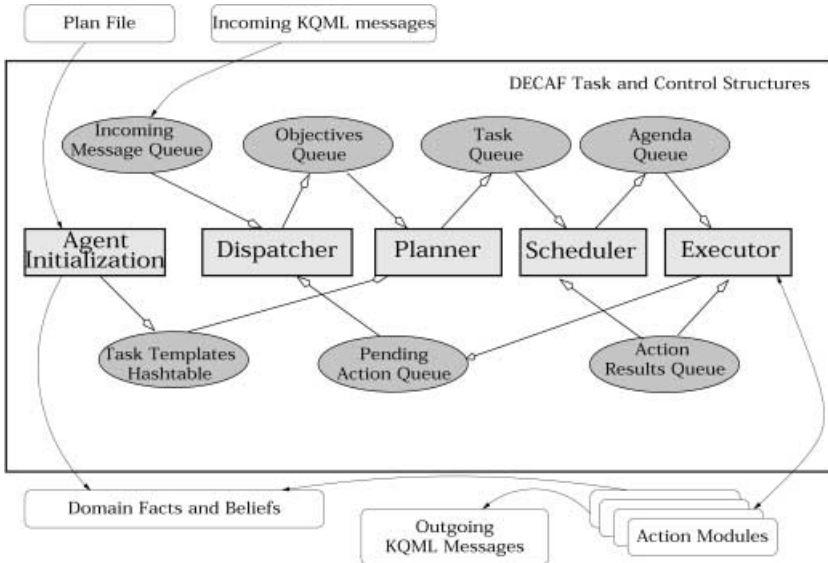 Plan File
Incoming KQML messages
DECAF Task and Control Structures
Incoming
Message Queue
Objectives
Queue
Task
Queue
Agenda
Queue
Agent
Initialization
Dispatcher
Planner
Scheduler
Executor
Task Templates
Hashtable
Pending
Action Queue
Action
Results Queue
Domain Facts and Beliefs
Outgoing
KQML Messages
Action Modules